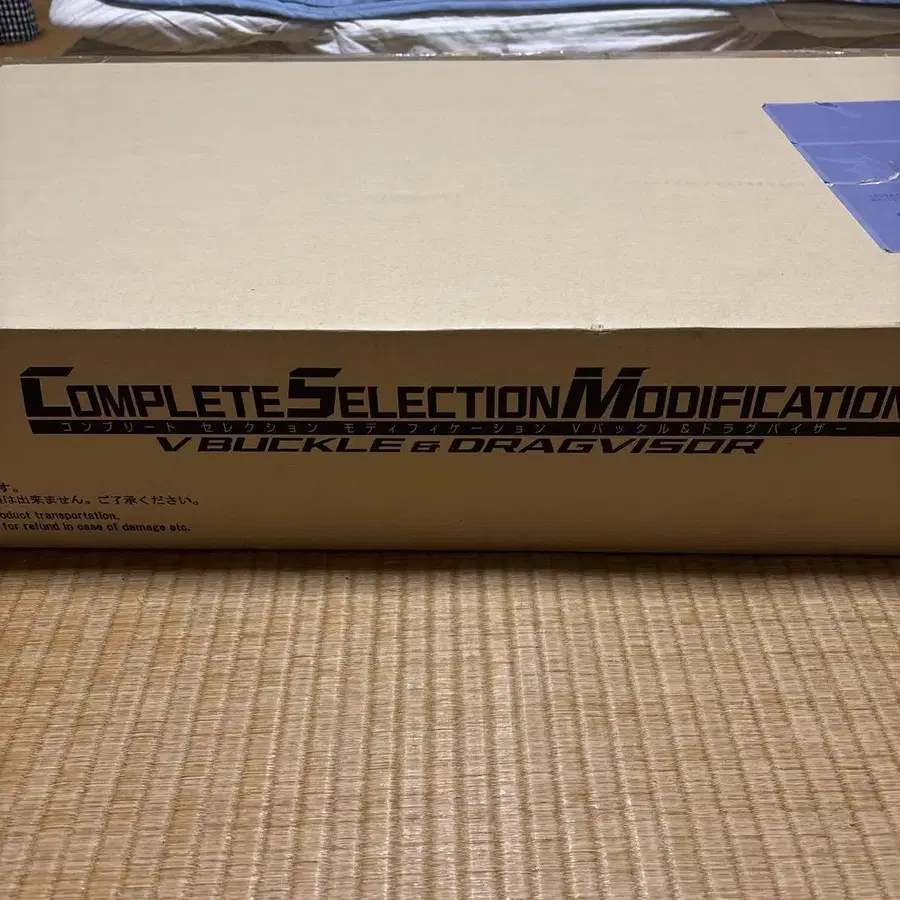 COMPLETE SELECTION MODIFICATION
コンプリート セレクション モディフィケーション Vバックル&ドラグバイザー
V BUCKLE & DRAGVISOR
す。
は出来ません。ご了承ください。
oduct transportation.
for refund in case of damage etc.